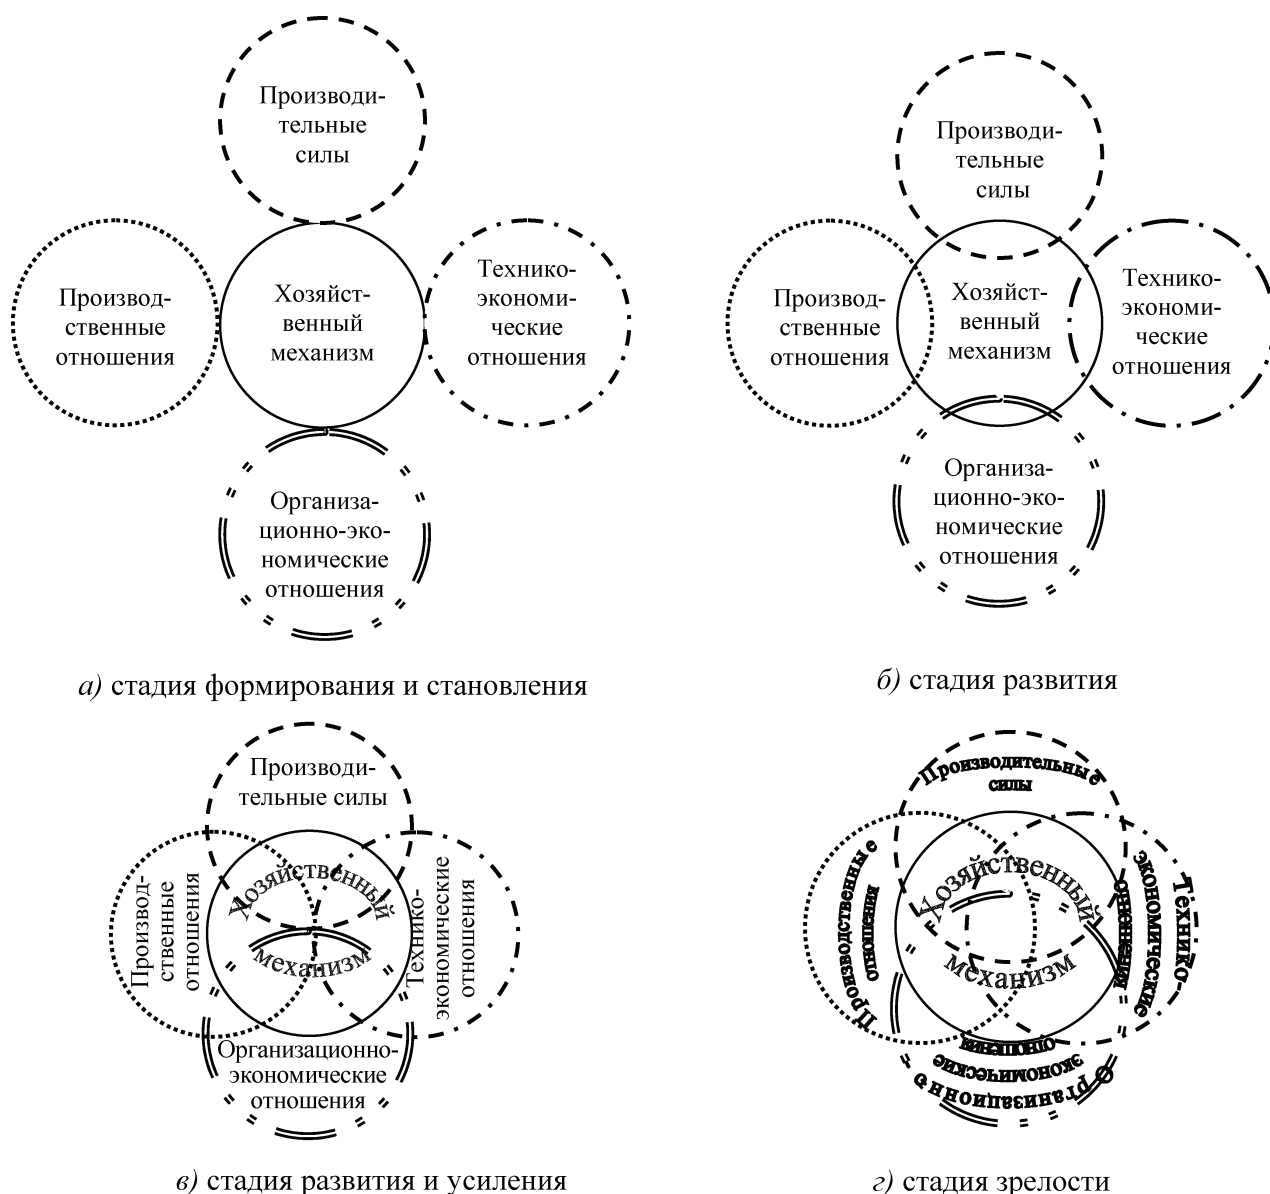 Производи-
тельные
силы
Производ-
ственные
отношения
Хозяйст-
венный
механизм
Технико-
экономи-
ческие
отношения
Организа-
ционно-эко-
номические
отношения
а) стадия формирования и становления
Производи-
тельные
силы
Производ-
ственные
отношения
Хозяйст-
венный
механизм
Технико-
экономи-
ческие
отношения
Организа-
ционно-эко-
номические
отношения
б) стадия развития
Производи-
тельные силы
Производ-
ственные
отношения
Хозяйственный
механизм
Технико-
экономические
отношения
Организационно-
экономические
отношения
в) стадия развития и усиления
Производительные
силы
Производственные
отношения
Хозяйственный
механизм
Технико-
экономические
отношения
Организационно-
экономические
отношения
г) стадия зрелости